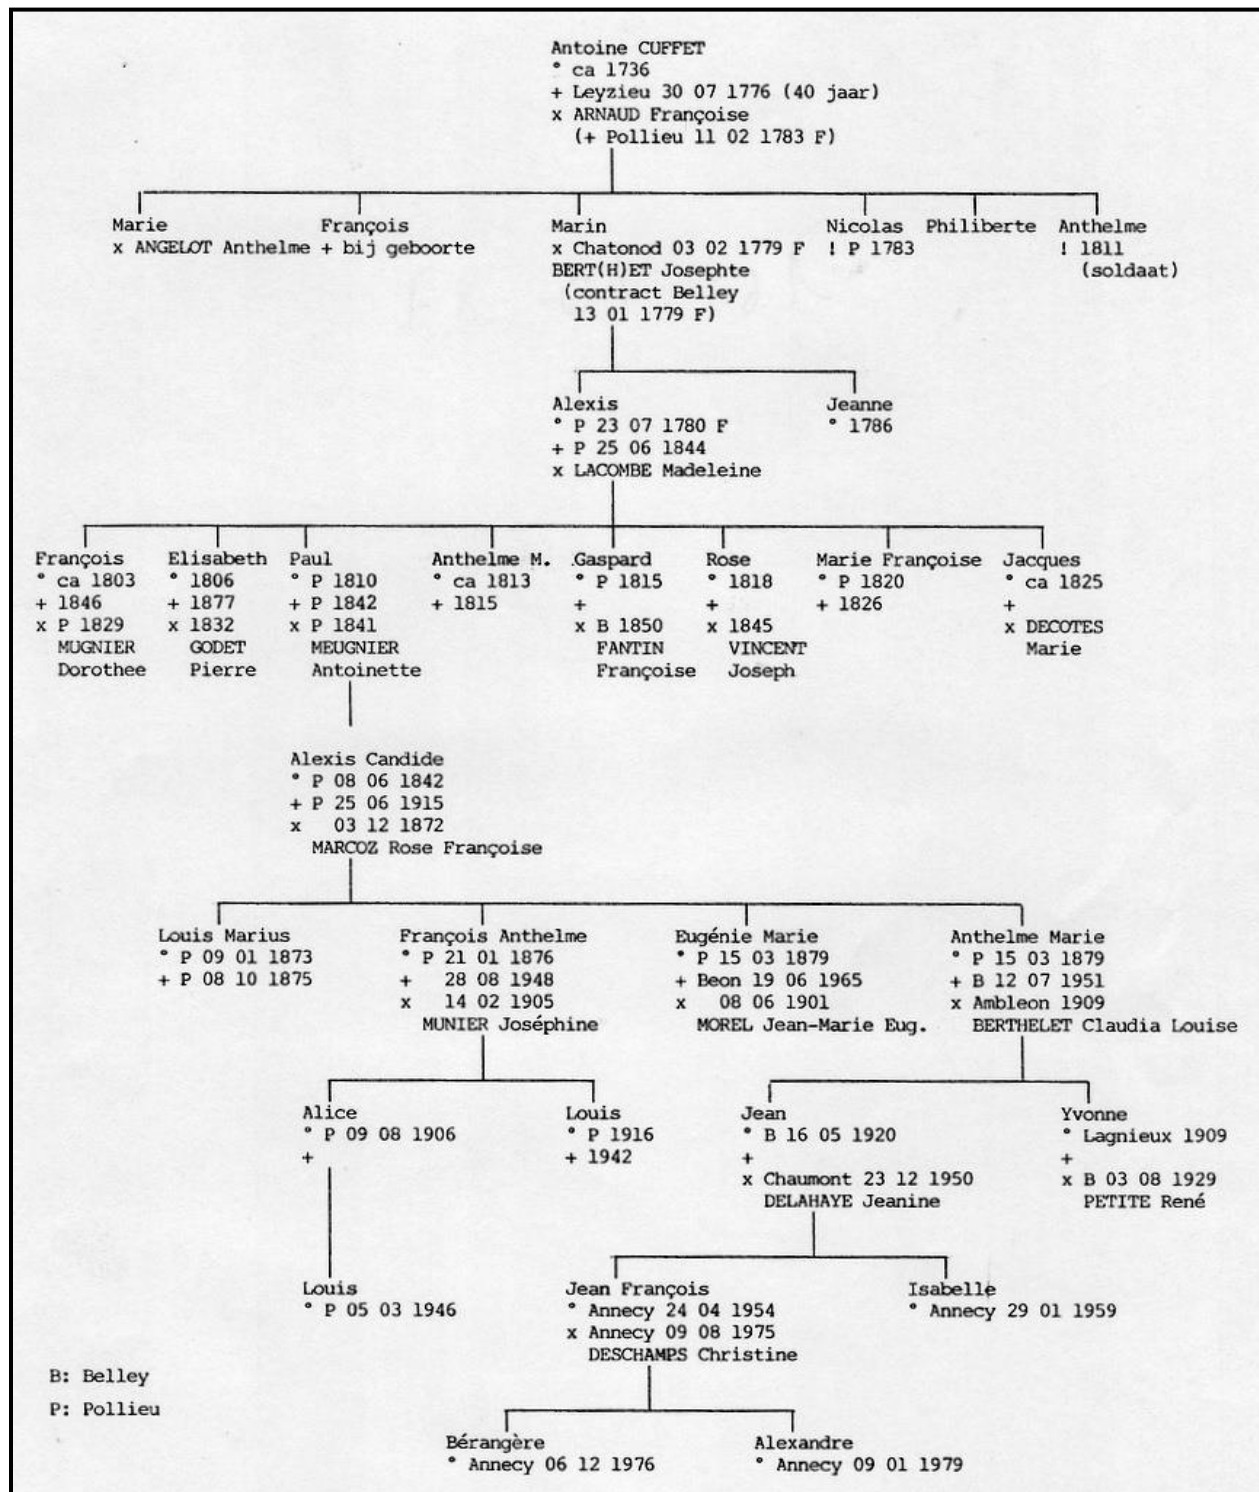 Antoine CUFFET
° ca 1736
+ Leyzieu 30 07 1776 (40 jaar)
x ARNAUD Françoise
(+ Pollieu 11 02 1783 F)
Marie
x ANGELOT Anthelme
François
+ bij geboorte
Marin
x Chatonod 03 02 1779 F
BERT(H)ET Josephte
(contract Belley
13 01 1779 F)
Nicolas
! P 1783
Philiberte
Anthelme
! 1811
(soldaat)
Alexis
° P 23 07 1780 F
+ P 25 06 1844
x LACOMBE Madeleine
Jeanne
° 1786
François
° ca 1803
+ 1846
x P 1829
MUGNIER
Dorothee
Elisabeth
° 1806
+ 1877
x 1832
GODET
Pierre
Paul
° P 1810
+ P 1842
x P 1841
MEUGNIER
Antoinette
Anthelme M.
° ca 1813
+ 1815
Gaspard
° P 1815
+
x B 1850
FANTIN
Françoise
Rose
° 1818
+
x 1845
VINCENT
Joseph
Marie Françoise
° P 1820
+ 1826
Jacques
° ca 1825
+
x DECOTES
Marie
Alexis Candide
° P 08 06 1842
+ P 25 06 1915
x 03 12 1872
MARCOZ Rose Françoise
Louis Marius
° P 09 01 1873
+ P 08 10 1875
François Anthelme
° P 21 01 1876
+ 28 08 1948
x 14 02 1905
MUNIER Joséphine
Eugénie Marie
° P 15 03 1879
+ Beon 19 06 1965
x 08 06 1901
MOREL Jean-Marie Eug.
Anthelme Marie
° P 15 03 1879
+ B 12 07 1951
x Ambleon 1909
BERTHELET Claudia Louise
Alice
° P 09 08 1906
+
Louis
° P 1916
+ 1942
Jean
° B 16 05 1920
+
x Chaumont 23 12 1950
DELAHAYE Jeanine
Yvonne
° Lagnieux 1909
+
x B 03 08 1929
PETITE René
Louis
° P 05 03 1946
Jean François
° Annecy 24 04 1954
x Annecy 09 08 1975
DESCHAMPS Christine
Isabelle
° Annecy 29 01 1959
B: Belley
P: Pollieu
Bérangère
° Annecy 06 12 1976
Alexandre
° Annecy 09 01 1979